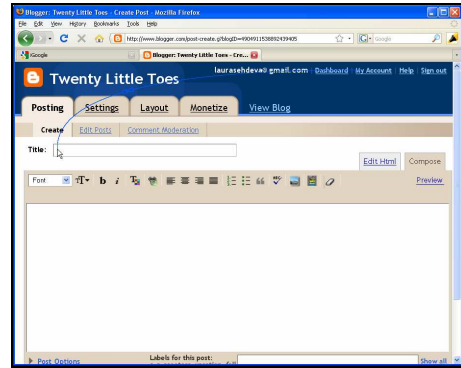 Blogger: Twenty Little Toes - Create Post - Mozilla Firefox
File Edit View History Bookmarks Tools Help
http://www.blogger.com/post-create.g?blogID=4904911538892439405
Google
iGoogle
Blogger: Twenty Little Toes - Cre...
laurasehdeva@gmail.com Dashboard My Account Help Sign out
Twenty Little Toes
Posting Settings Layout Monetize View Blog
Create Edit Posts Comment Moderation
Title:
Edit Html Compose
Font b i ABC Preview
Post Options Labels for this post: Show all